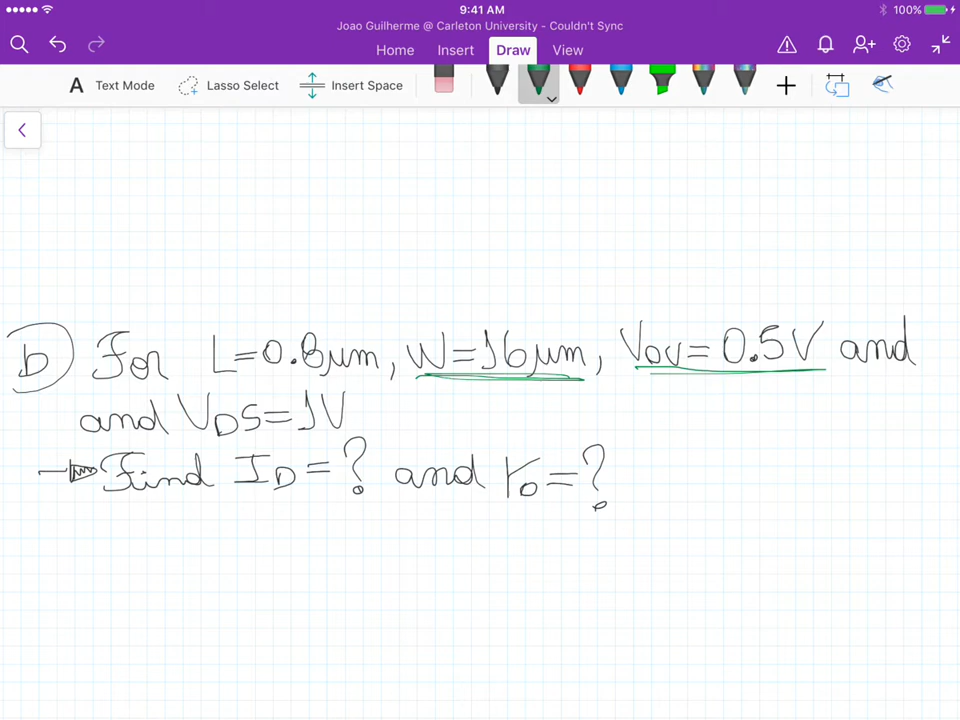 9:41 AM
100%
Joao Guilherme @ Carleton University - Couldn't Sync
Home Insert Draw View
A Text Mode Lasso Select Insert Space
b) For L=0.8μm, W=16μm, VOV=0.5V and
and VDS=1V
→ Find ID=? and ro=?